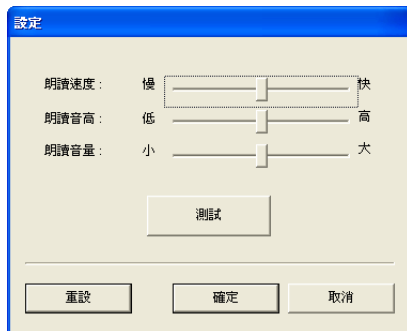 設定
朗讀速度： 慢 快
朗讀音高： 低 高
朗讀音量： 小 大
測試
重設 確定 取消